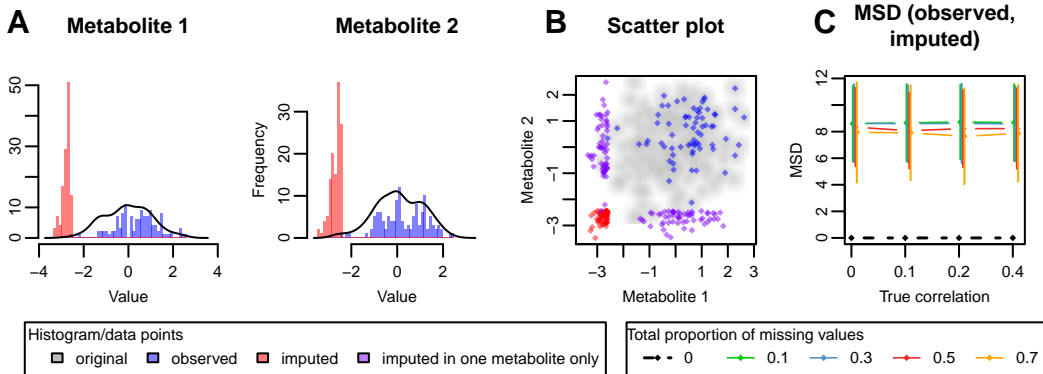 A
Metabolite 1
Metabolite 2
B
Scatter plot
C
MSD (observed,
imputed)
50
30
10
0
−4
−2
0
2
4
Value
Frequency
30
20
10
0
−2
0
2
Value
Metabolite 2
2
1
−1
−3
−3
−1
0
1
2
3
Metabolite 1
MSD
12
8
6
4
2
0
0
0.1
0.2
0.4
True correlation
Histogram/data points
original
observed
imputed
imputed in one metabolite only
Total proportion of missing values
0
0.1
0.3
0.5
0.7